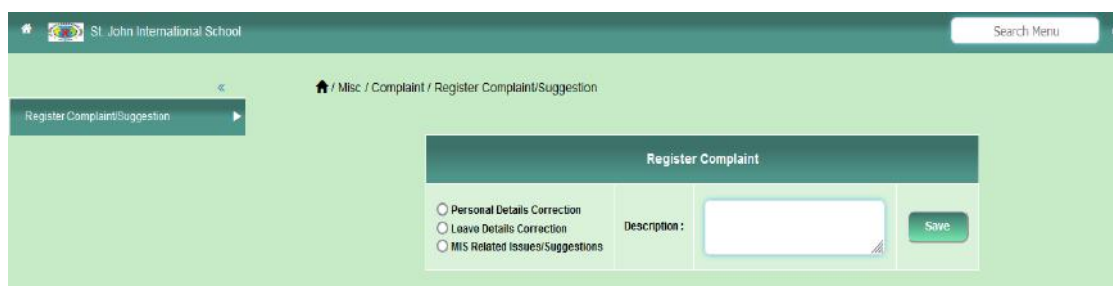 St. John International School
Search Menu
«
/ Misc / Complaint / Register Complaint/Suggestion
Register Complaint/Suggestion
Register Complaint
Personal Details Correction
Leave Details Correction
MIS Related Issues/Suggestions
Description :
Save